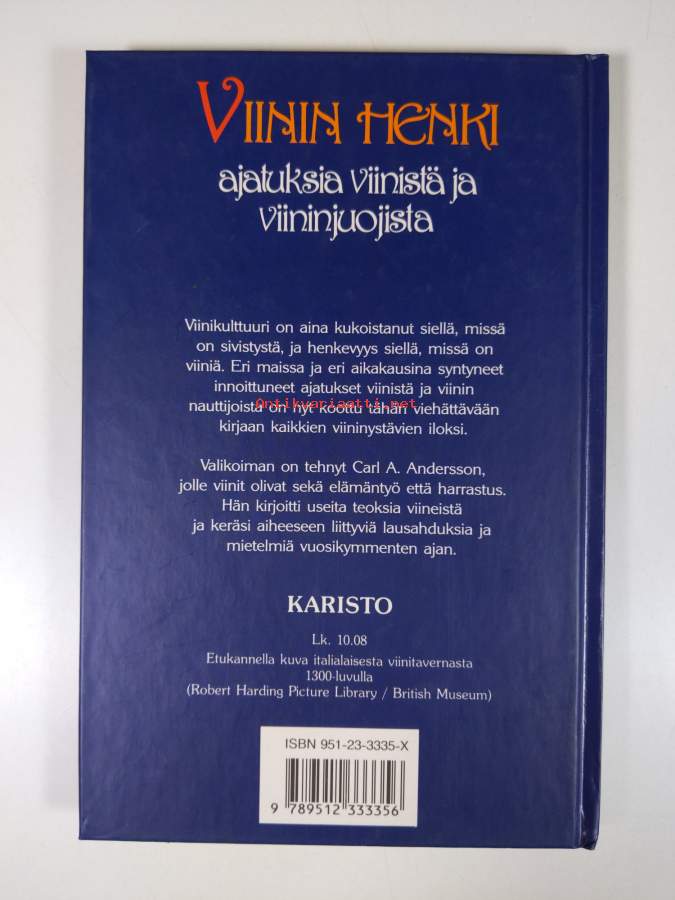 VIININ HENKI
ajatuksia viinistä ja
viininjuojista
Viinikulttuuri on aina kukoistanut siellä, missä
on sivistystä, ja henkevyys siellä, missä on
viiniä. Eri maissa ja eri aikakausina syntyneet
innoittuneet ajatukset viinistä ja viinin
nauttijoista on nyt koottu tähän viehättävään
kirjaan kaikkien viininystävien iloksi.
Antikvariaatti.net
Valikoiman on tehnyt Carl A. Andersson,
jolle viinit olivat sekä elämäntyö että harrastus.
Hän kirjoitti useita teoksia viineistä
ja keräsi aiheeseen liittyviä lausahduksia ja
mietelmiä vuosikymmenten ajan.
KARISTO
Lk. 10.08
Etukannella kuva italialaisesta viinitavernasta
1300-luvulla
(Robert Harding Picture Library / British Museum)
ISBN 951-23-3335-X
9 789512 333356